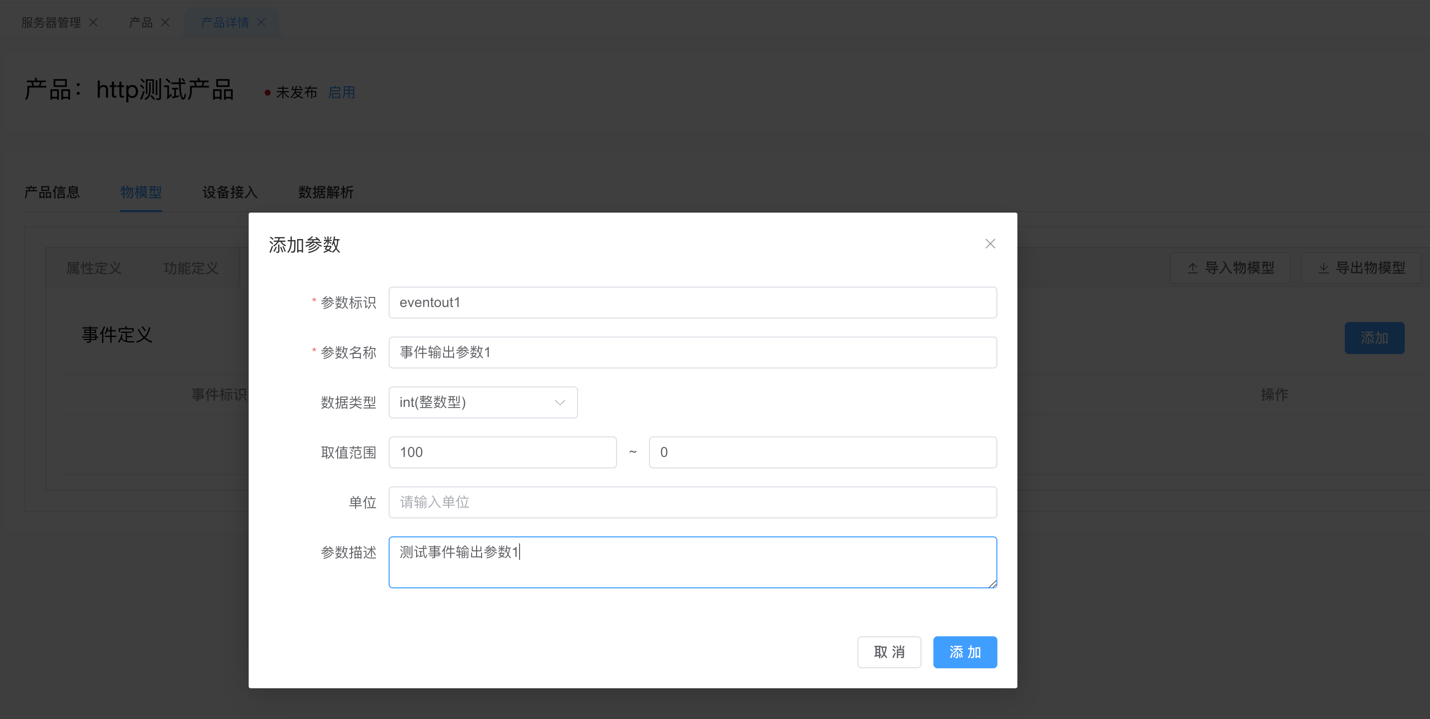 服务器管理 产品 产品详情
产品：http测试产品 未发布 启用
产品信息 物模型 设备接入 数据解析
属性定义 功能定义 导入物模型 导出物模型
事件定义 添加
事件标识 操作
添加参数
* 参数标识 eventout1
* 参数名称 事件输出参数1
数据类型 int(整数型)
取值范围 100 ~ 0
单位 请输入单位
参数描述 测试事件输出参数1
取 消 添 加